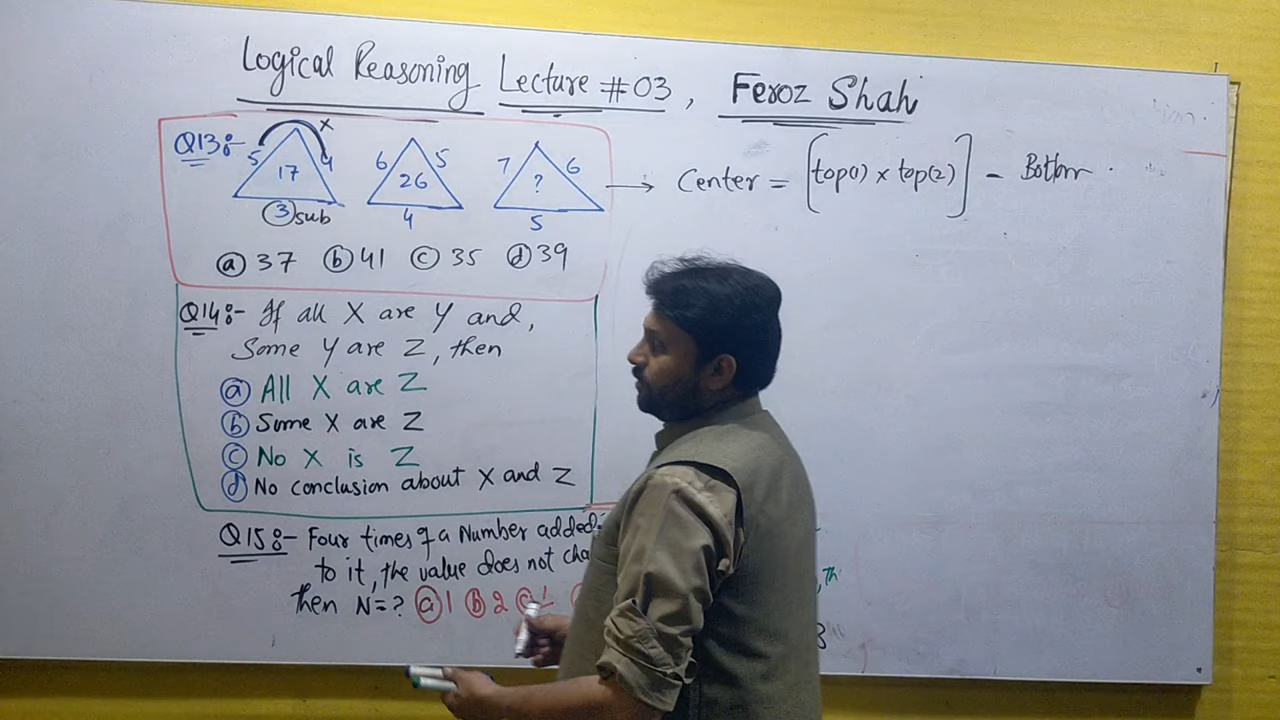 Logical Reasoning Lecture #03, Feroz Shah
Q13:- 5 x 4 17 3 sub 6 5 26 4 7 6 ? 5 → Center = [top(1) x top(2)] - Bottom.
(a) 37 (b) 41 (c) 35 (d) 39
Q14:- If all X are Y and,
Some Y are Z, then
(a) All X are Z
(b) Some X are Z
(c) No X is Z
(d) No conclusion about X and Z
Q15:- Four times of a Number added
to it, the value does not
then N=? (a) 1 (b) 2